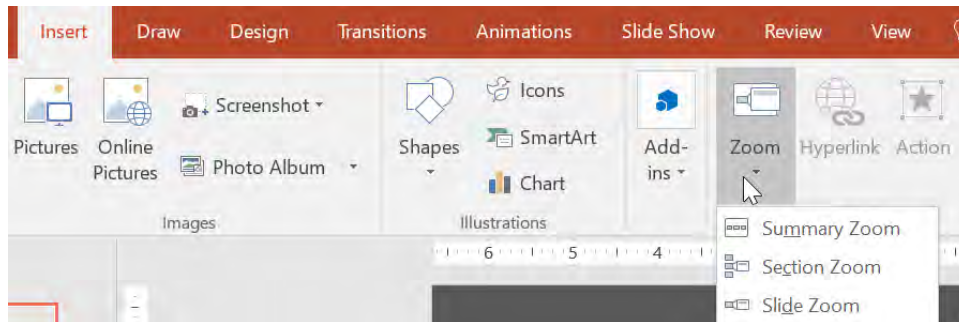 Insert Draw Design Transitions Animations Slide Show Review View
Pictures
Online
Pictures
Screenshot
Photo Album
Images
Shapes
Icons
SmartArt
Chart
Illustrations
Add-
ins
Zoom
Hyperlink
Action
Summary Zoom
Section Zoom
Slide Zoom
6 5 4